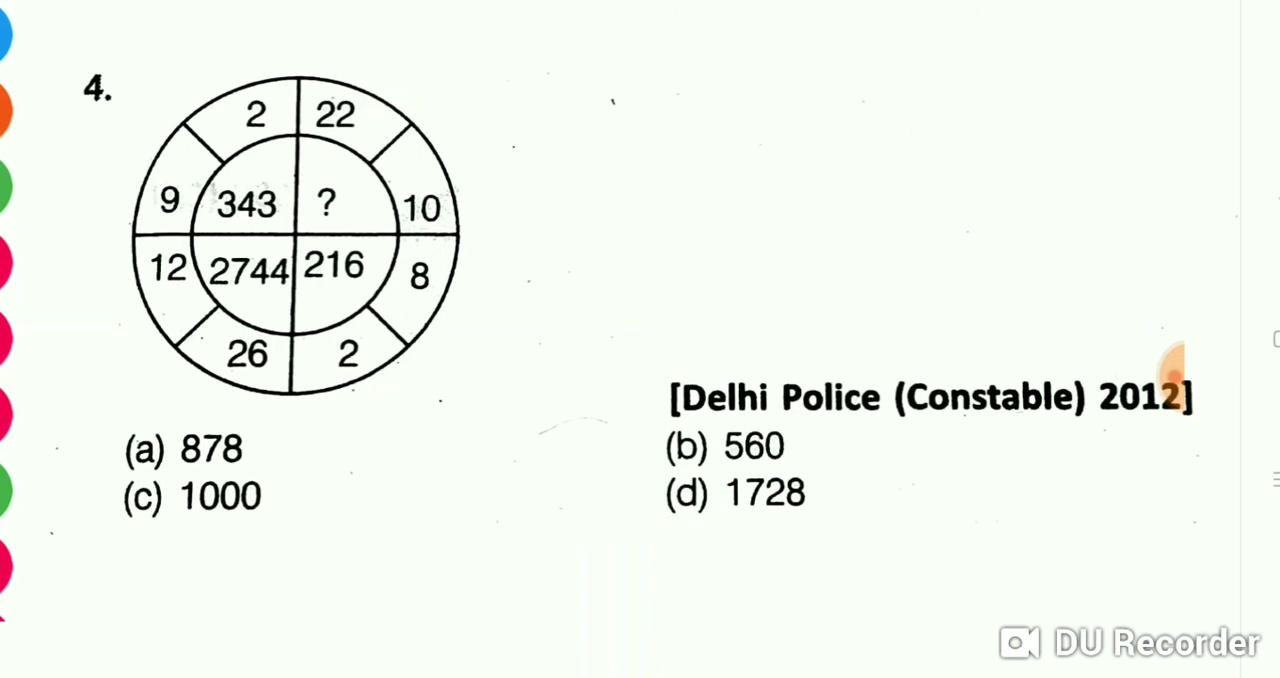 4.
2 22
9 343 ? 10
12 2744 216 8
26 2
[Delhi Police (Constable) 2012]
(a) 878 (b) 560
(c) 1000 (d) 1728
DU Recorder